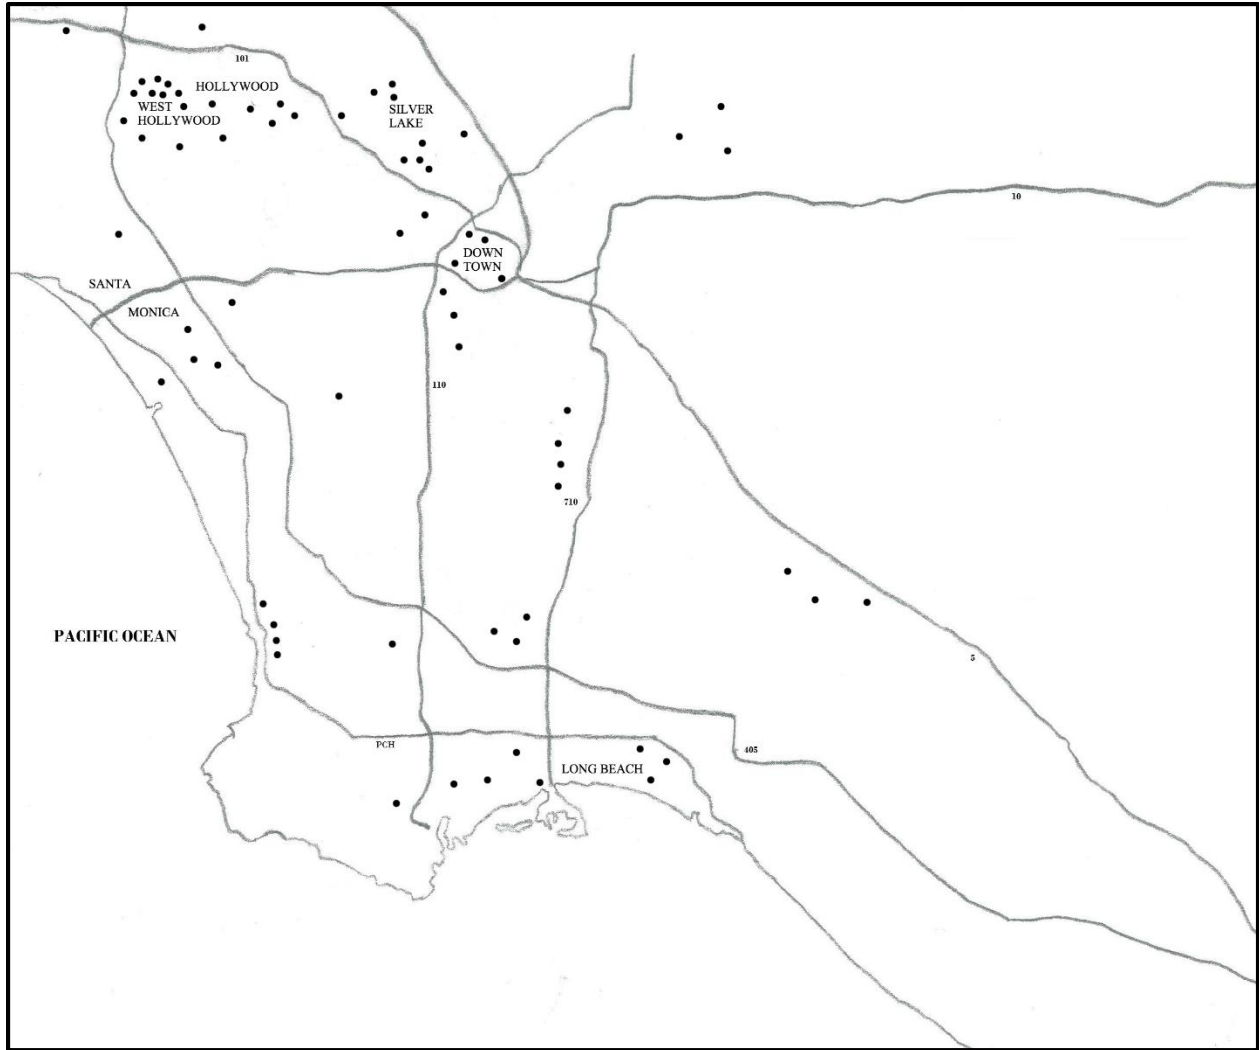 101
HOLLYWOOD
WEST
HOLLYWOOD
SILVER
LAKE
10
DOWN
TOWN
SANTA
MONICA
110
710
PACIFIC OCEAN
5
PCH
405
LONG BEACH